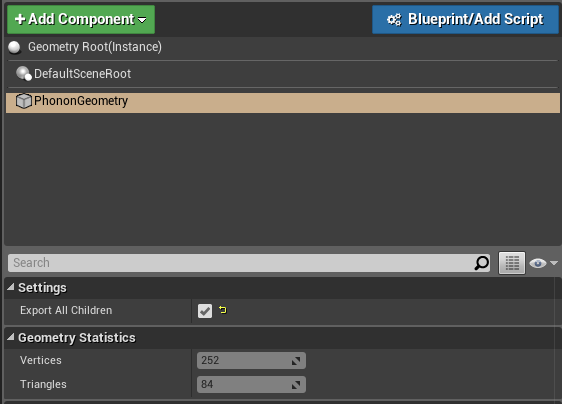 + Add Component
Blueprint/Add Script
Geometry Root(Instance)
DefaultSceneRoot
PhononGeometry
Search
Settings
Export All Children
Geometry Statistics
Vertices 252
Triangles 84